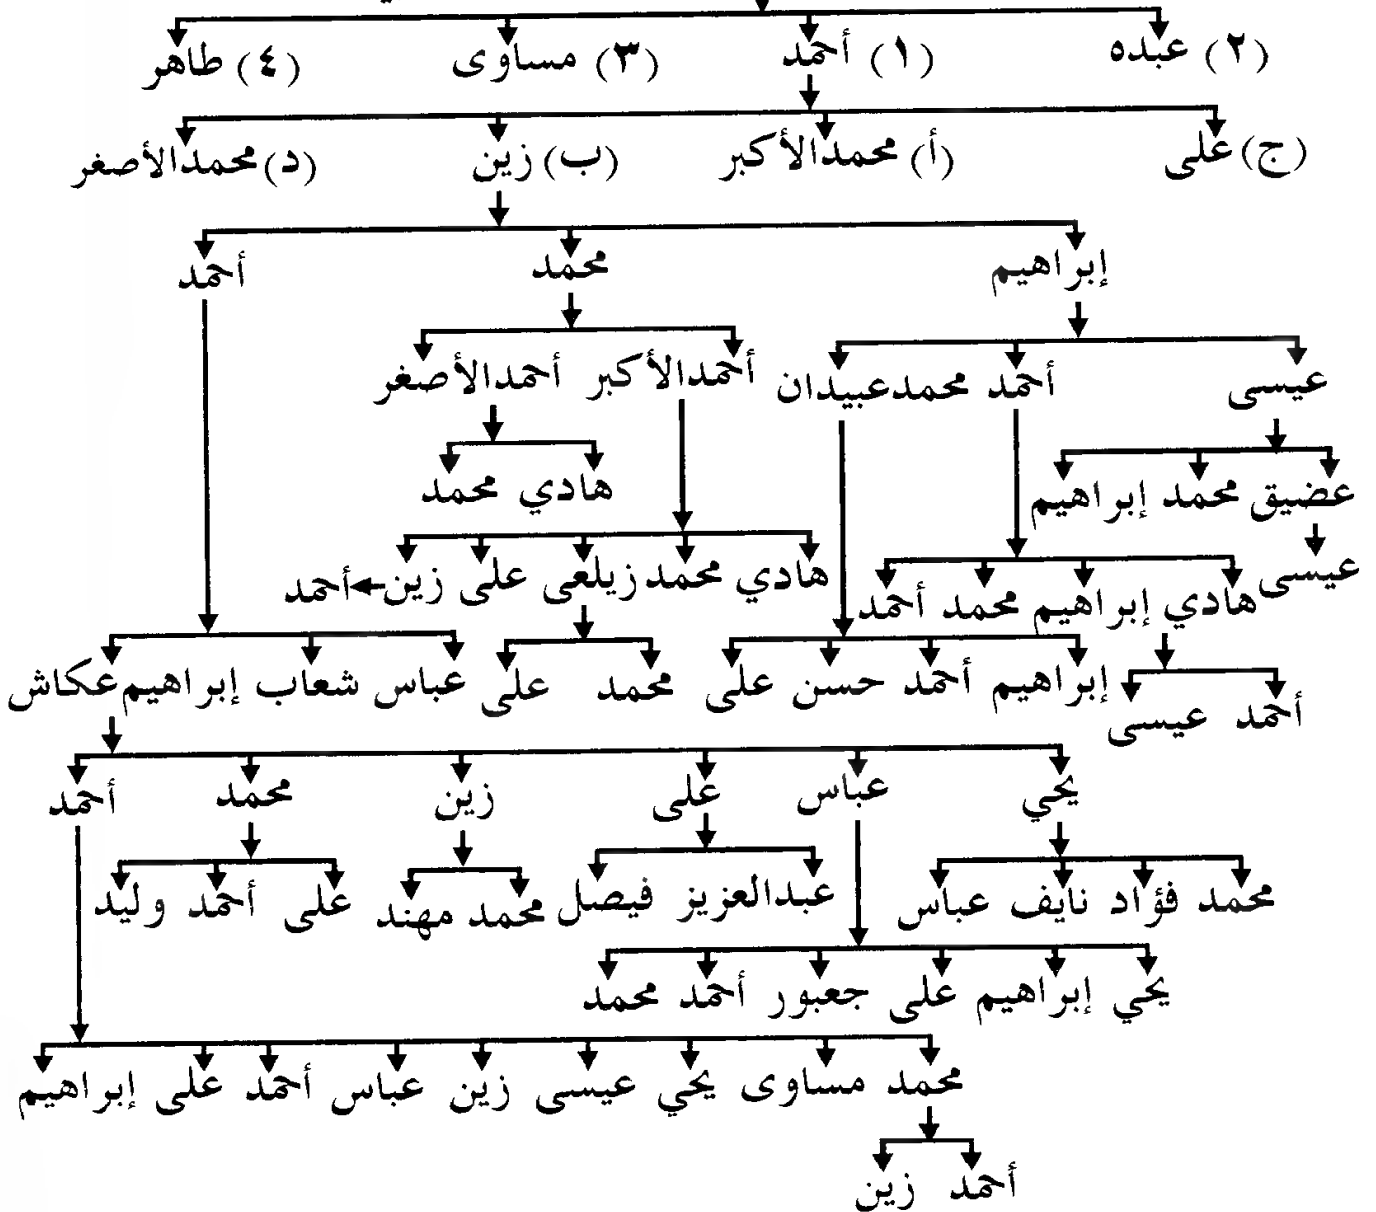 (٢) عبده (١) أحمد (٣) مساوى (٤) طاهر
(ج) على (أ) محمدالأكبر (ب) زين (د) محمدالأصغر
إبراهيم محمد أحمد
عيسى أحمد محمدعبيدان أحمدالأكبر أحمدالأصغر
عضيق محمد إبراهيم هادي محمد
عيسى هادي محمد زيلعى على زين أحمد
هادي إبراهيم محمد أحمد
أحمد عيسى إبراهيم أحمد حسن على محمد على عباس شعاب إبراهيم عكاش
يحي عباس على زين محمد أحمد
محمد فؤاد نايف عباس عبدالعزيز فيصل محمد مهند على أحمد وليد
يحي إبراهيم على جعبور أحمد محمد
محمد مساوى يحي عيسى زين عباس أحمد على إبراهيم
أحمد زين